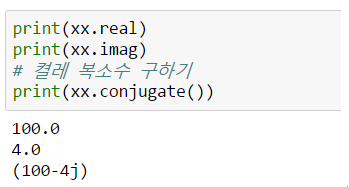 print(xx.real)
print(xx.imag)
# 켤레 복소수 구하기
print(xx.conjugate())
100.0
4.0
(100-4j)